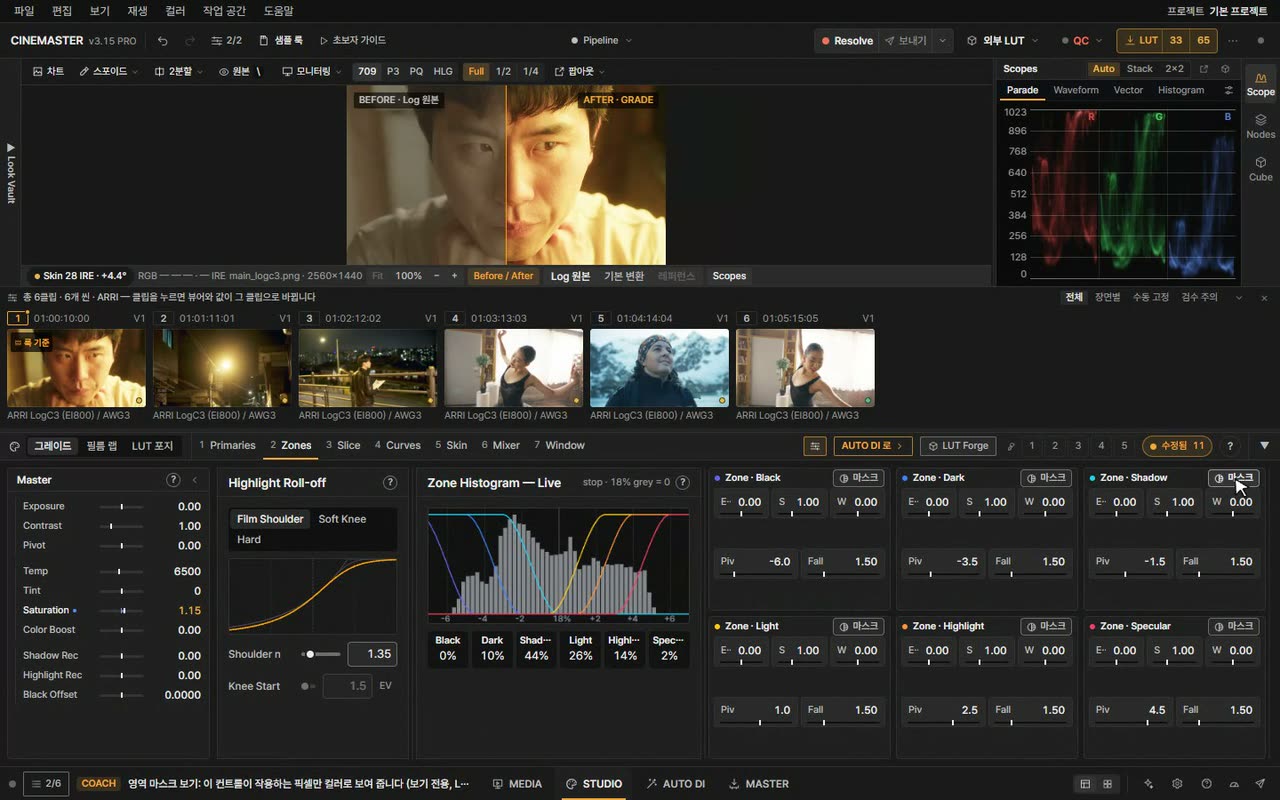 파일 편집 보기 재생 컬러 작업 공간 도움말 프로젝트 기본 프로젝트
CINEMASTER v3.15 PRO 2/2 샘플 룩 초보자 가이드 Pipeline Resolve 보내기 외부 LUT QC LUT 33 65
차트 스포이드 2분할 원본 \ 모니터링 709 P3 PQ HLG Full 1/2 1/4 팝아웃
Scopes Auto Stack 2×2
Parade Waveform Vector Histogram
Scope
Nodes
Cube
Look Vault
BEFORE · Log 원본 AFTER · GRADE
R G B
1023
896
768
640
512
384
256
128
0
Skin 28 IRE · +4.4° RGB — — — · — IRE main_logc3.png · 2560×1440 Fit 100% − + Before / After Log 원본 기본 변환 레퍼런스 Scopes
총 6클립 · 6개 씬 · ARRI — 클립을 누르면 뷰어와 값이 그 클립으로 바뀝니다 전체 장면별 수동 고정 검수 주의
1 01:00:10:00 V1 2 01:01:11:01 V1 3 01:02:12:02 V1 4 01:03:13:03 V1 5 01:04:14:04 V1 6 01:05:15:05 V1
룩 기준
ARRI LogC3 (EI800) / AWG3 ARRI LogC3 (EI800) / AWG3 ARRI LogC3 (EI800) / AWG3 ARRI LogC3 (EI800) / AWG3 ARRI LogC3 (EI800) / AWG3 ARRI LogC3 (EI800) / AWG3
그레이드 필름 랩 LUT 포지 1 Primaries 2 Zones 3 Slice 4 Curves 5 Skin 6 Mixer 7 Window AUTO DI 로 LUT Forge 1 2 3 4 5 수정됨 11 ?
Master ?
Exposure 0.00
Contrast 1.00
Pivot 0.00
Temp 6500
Tint 0
Saturation 1.15
Color Boost 0.00
Shadow Rec 0.00
Highlight Rec 0.00
Black Offset 0.0000
Highlight Roll-off ?
Film Shoulder Soft Knee
Hard
Shoulder n 1.35
Knee Start 1.5 EV
Zone Histogram — Live stop · 18% grey = 0 ?
-6 -4 -2 18% +2 +4 +6
Black Dark Shad··· Light Highl··· Spec···
0% 10% 44% 26% 14% 2%
Zone · Black 마스크
E·· 0.00 S 1.00 W 0.00
Piv -6.0 Fall 1.50
Zone · Dark 마스크
E·· 0.00 S 1.00 W 0.00
Piv -3.5 Fall 1.50
Zone · Shadow 마스크
E·· 0.00 S 1.00 W 0.00
Piv -1.5 Fall 1.50
Zone · Light 마스크
E·· 0.00 S 1.00 W 0.00
Piv 1.0 Fall 1.50
Zone · Highlight 마스크
E·· 0.00 S 1.00 W 0.00
Piv 2.5 Fall 1.50
Zone · Specular 마스크
E·· 0.00 S 1.00 W 0.00
Piv 4.5 Fall 1.50
2/6 COACH 영역 마스크 보기: 이 컨트롤이 작용하는 픽셀만 컬러로 보여 줍니다 (보기 전용, L··· MEDIA STUDIO AUTO DI MASTER